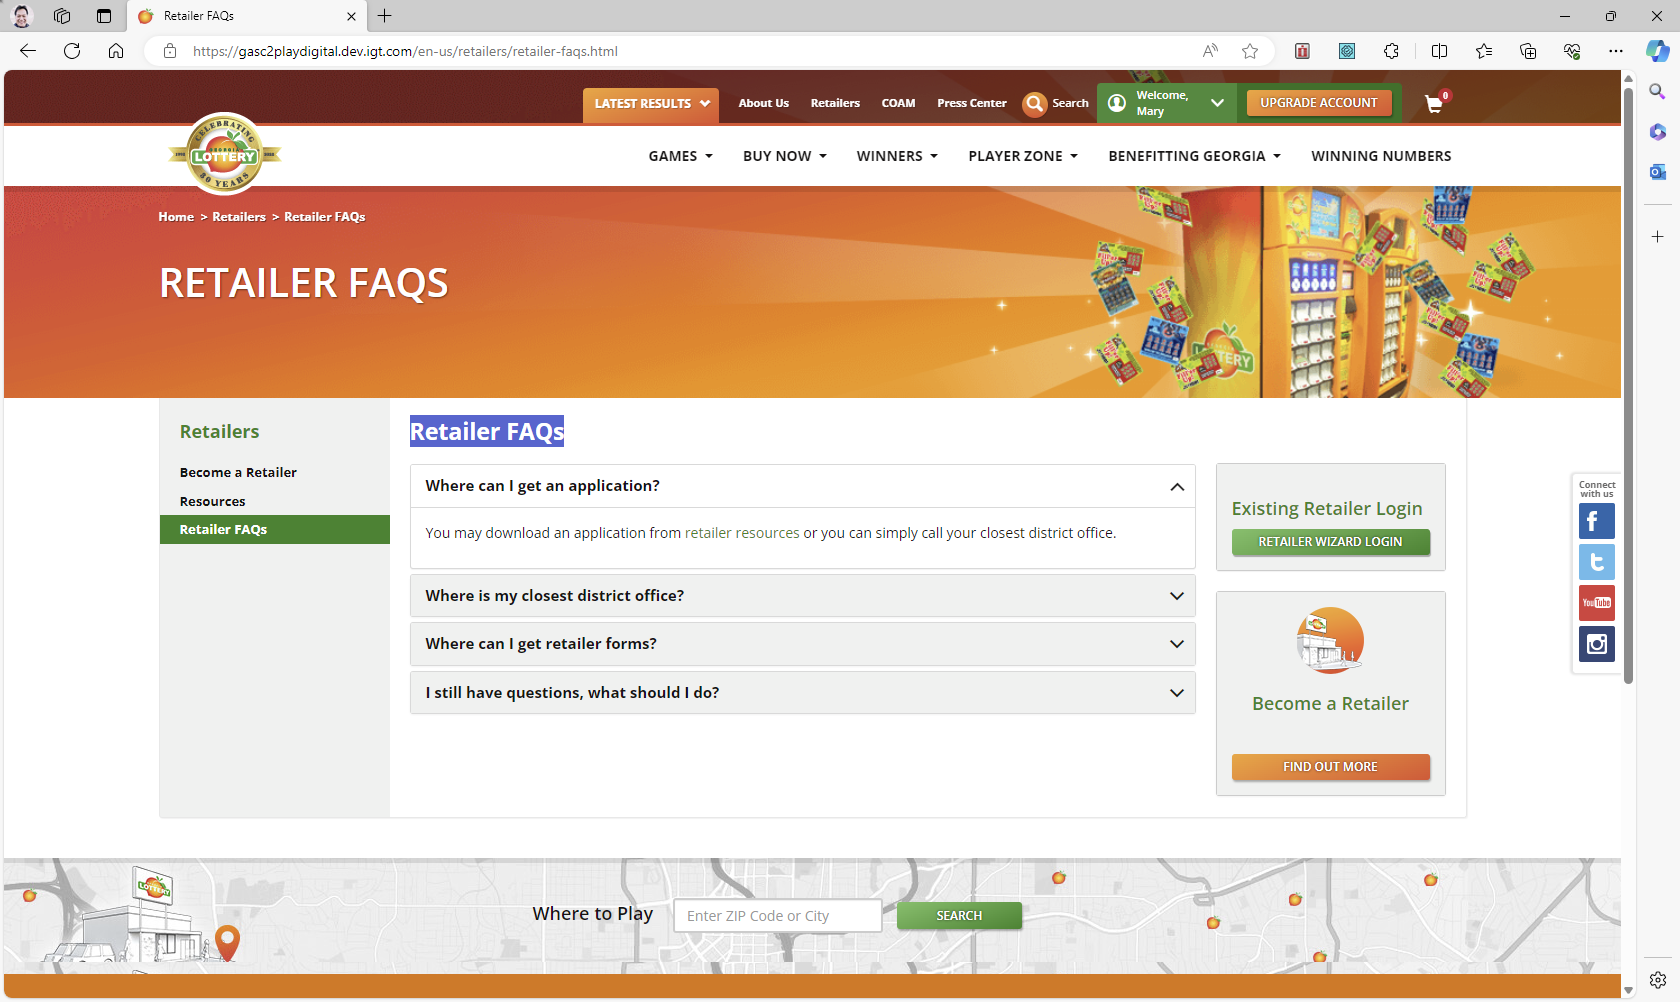 Retailer FAQs
https://gasc2playdigital.dev.igt.com/en-us/retailers/retailer-faqs.html
LATEST RESULTS
About Us
Retailers
COAM
Press Center
Search
Welcome,
Mary
UPGRADE ACCOUNT
0
CELEBRATING
GEORGIA
LOTTERY
30 YEARS
GAMES
BUY NOW
WINNERS
PLAYER ZONE
BENEFITTING GEORGIA
WINNING NUMBERS
Home > Retailers > Retailer FAQs
RETAILER FAQS
LOTTERY
Retailers
Become a Retailer
Resources
Retailer FAQs
Retailer FAQs
Where can I get an application?
You may download an application from retailer resources or you can simply call your closest district office.
Where is my closest district office?
Where can I get retailer forms?
I still have questions, what should I do?
Existing Retailer Login
RETAILER WIZARD LOGIN
Become a Retailer
FIND OUT MORE
Connect
with us
YouTube
LOTTERY
Where to Play
Enter ZIP Code or City
SEARCH